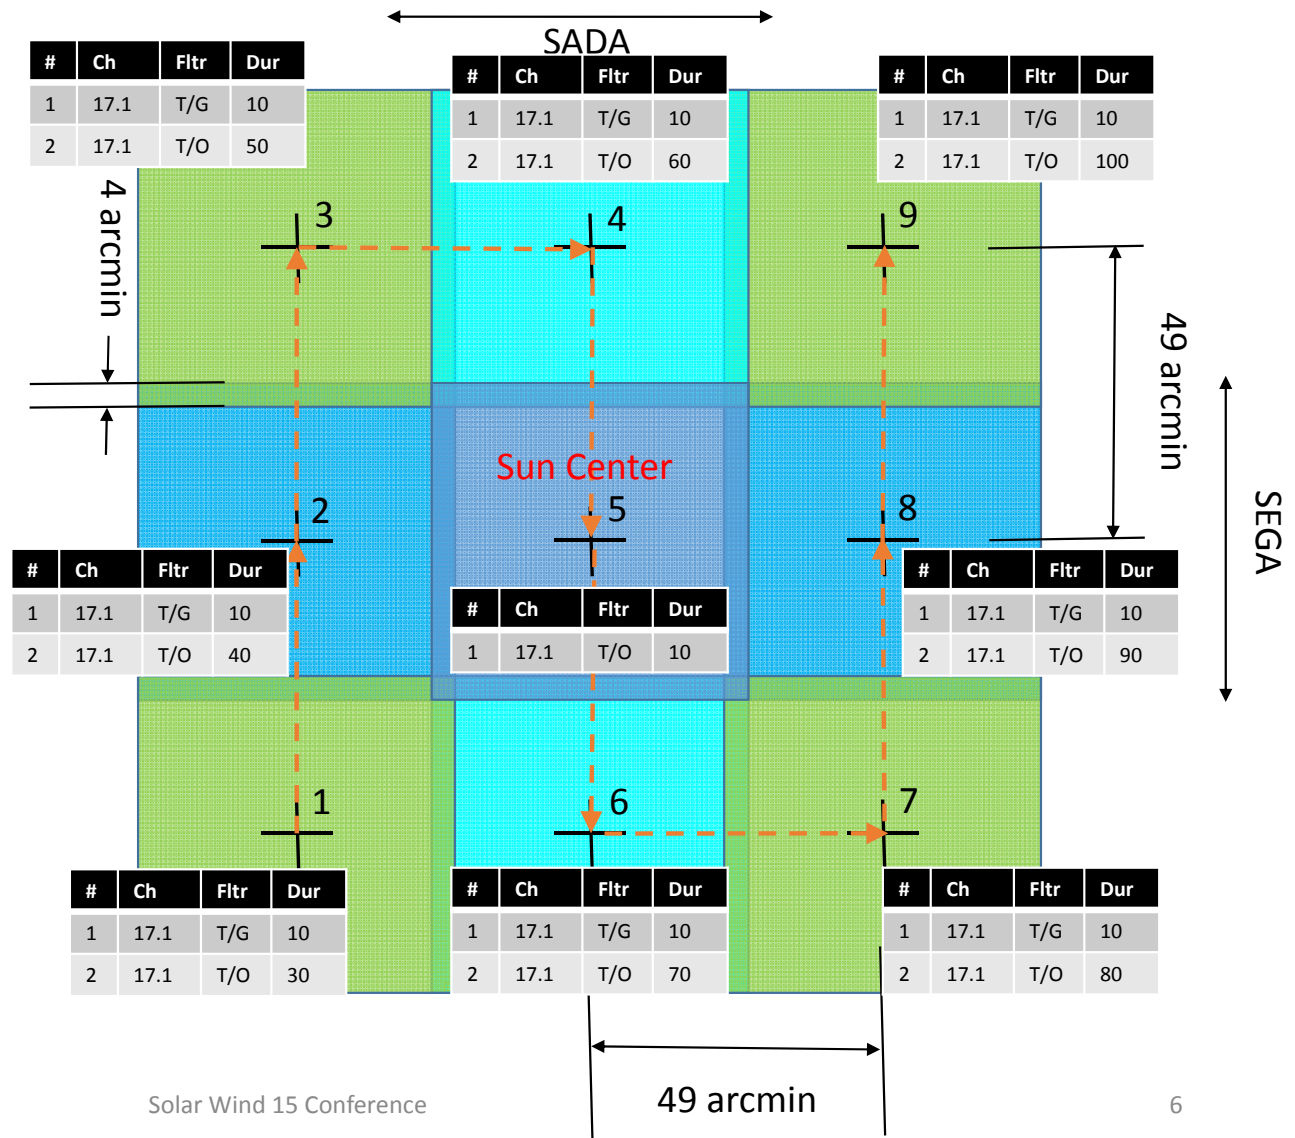 SADA
# Ch Fltr Dur
1 17.1 T/G 10
2 17.1 T/O 50
# Ch Fltr Dur
1 17.1 T/G 10
2 17.1 T/O 60
# Ch Fltr Dur
1 17.1 T/G 10
2 17.1 T/O 100
4 arcmin
3
4
9
49 arcmin
Sun Center
2
5
8
SEGA
# Ch Fltr Dur
1 17.1 T/G 10
2 17.1 T/O 40
# Ch Fltr Dur
1 17.1 T/O 10
# Ch Fltr Dur
1 17.1 T/G 10
2 17.1 T/O 90
1
6
7
# Ch Fltr Dur
1 17.1 T/G 10
2 17.1 T/O 30
# Ch Fltr Dur
1 17.1 T/G 10
2 17.1 T/O 70
# Ch Fltr Dur
1 17.1 T/G 10
2 17.1 T/O 80
49 arcmin
Solar Wind 15 Conference
6